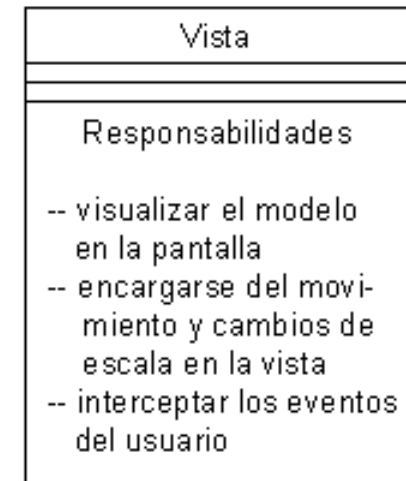 Vista
Responsabilidades
-- visualizar el modelo
en la pantalla
-- encargarse del movi-
miento y cambios de
escala en la vista
-- interceptar los eventos
del usuario